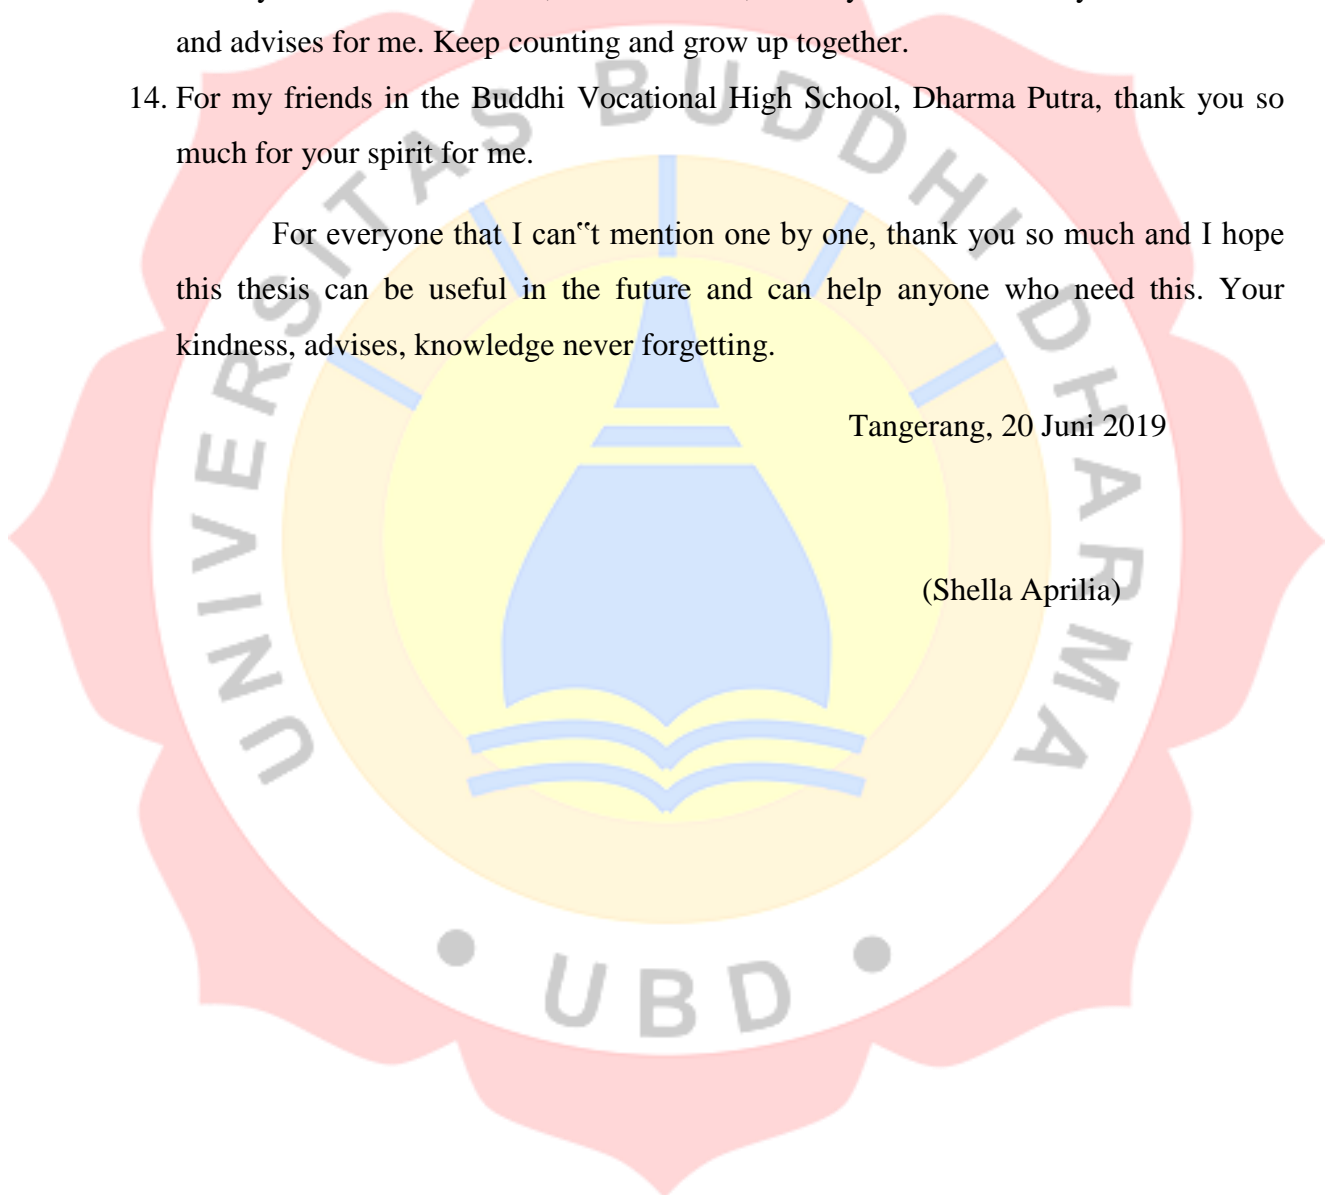 and advises for me. Keep counting and grow up together.
14. For my friends in the Buddhi Vocational High School, Dharma Putra, thank you so
much for your spirit for me.
For everyone that I can‟t mention one by one, thank you so much and I hope
this thesis can be useful in the future and can help anyone who need this. Your
kindness, advises, knowledge never forgetting.
Tangerang, 20 Juni 2019
(Shella Aprilia)
UNIVERSITAS BUDDHI DHARMA
• UBD •